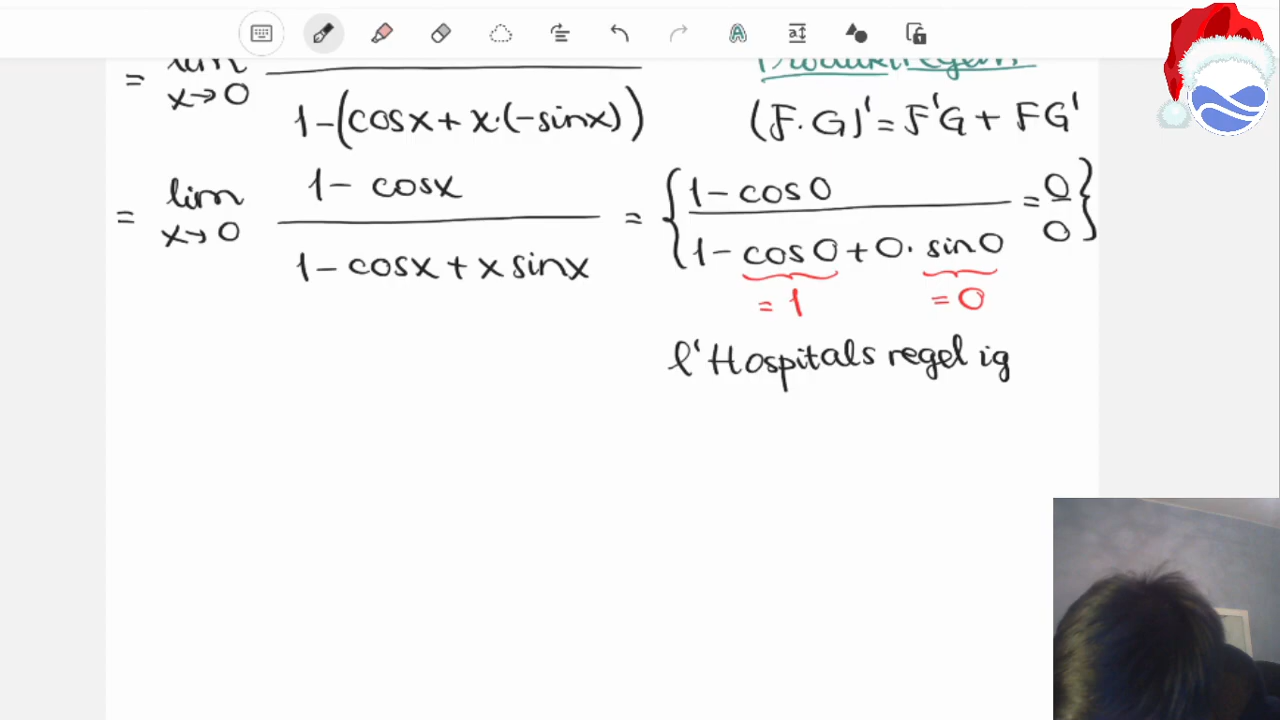 = lim x→0
1-(cosx + x·(-sinx))
Produktregeln
(F·G)' = F'G + FG'
= lim x→0 (1 - cosx)/(1 - cosx + x sinx) = { (1 - cos0)/(1 - cos0 + 0· sin0) = 0/0 }
= 1 = 0
l'Hospitals regel ig